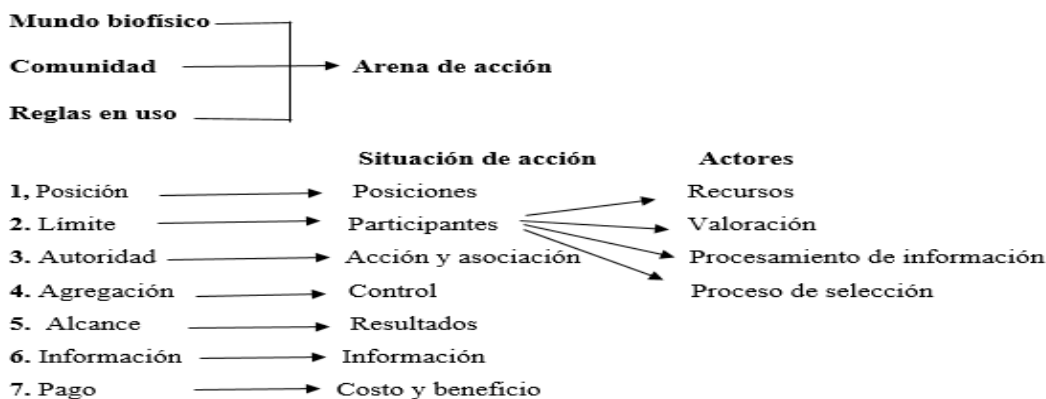 Mundo biofísico
Comunidad Arena de acción
Reglas en uso
Situación de acción Actores
1, Posición Posiciones Recursos
2. Límite Participantes Valoración
3. Autoridad Acción y asociación Procesamiento de información
4. Agregación Control Proceso de selección
5. Alcance Resultados
6. Información Información
7. Pago Costo y beneficio